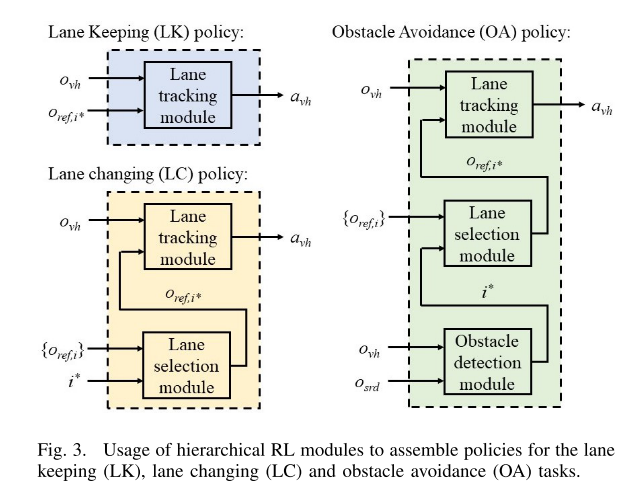 Lane Keeping (LK) policy:
o_vh
o_ref,i*
Lane
tracking
module
a_vh
Lane changing (LC) policy:
o_vh
Lane
tracking
module
a_vh
o_ref,i*
{o_ref,i}
i*
Lane
selection
module
Obstacle Avoidance (OA) policy:
o_vh
Lane
tracking
module
a_vh
o_ref,i*
{o_ref,i}
Lane
selection
module
i*
o_vh
o_srd
Obstacle
detection
module
Fig. 3. Usage of hierarchical RL modules to assemble policies for the lane
keeping (LK), lane changing (LC) and obstacle avoidance (OA) tasks.